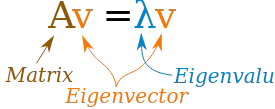 Av = λv
Matrix
Eigenvalu
Eigenvector